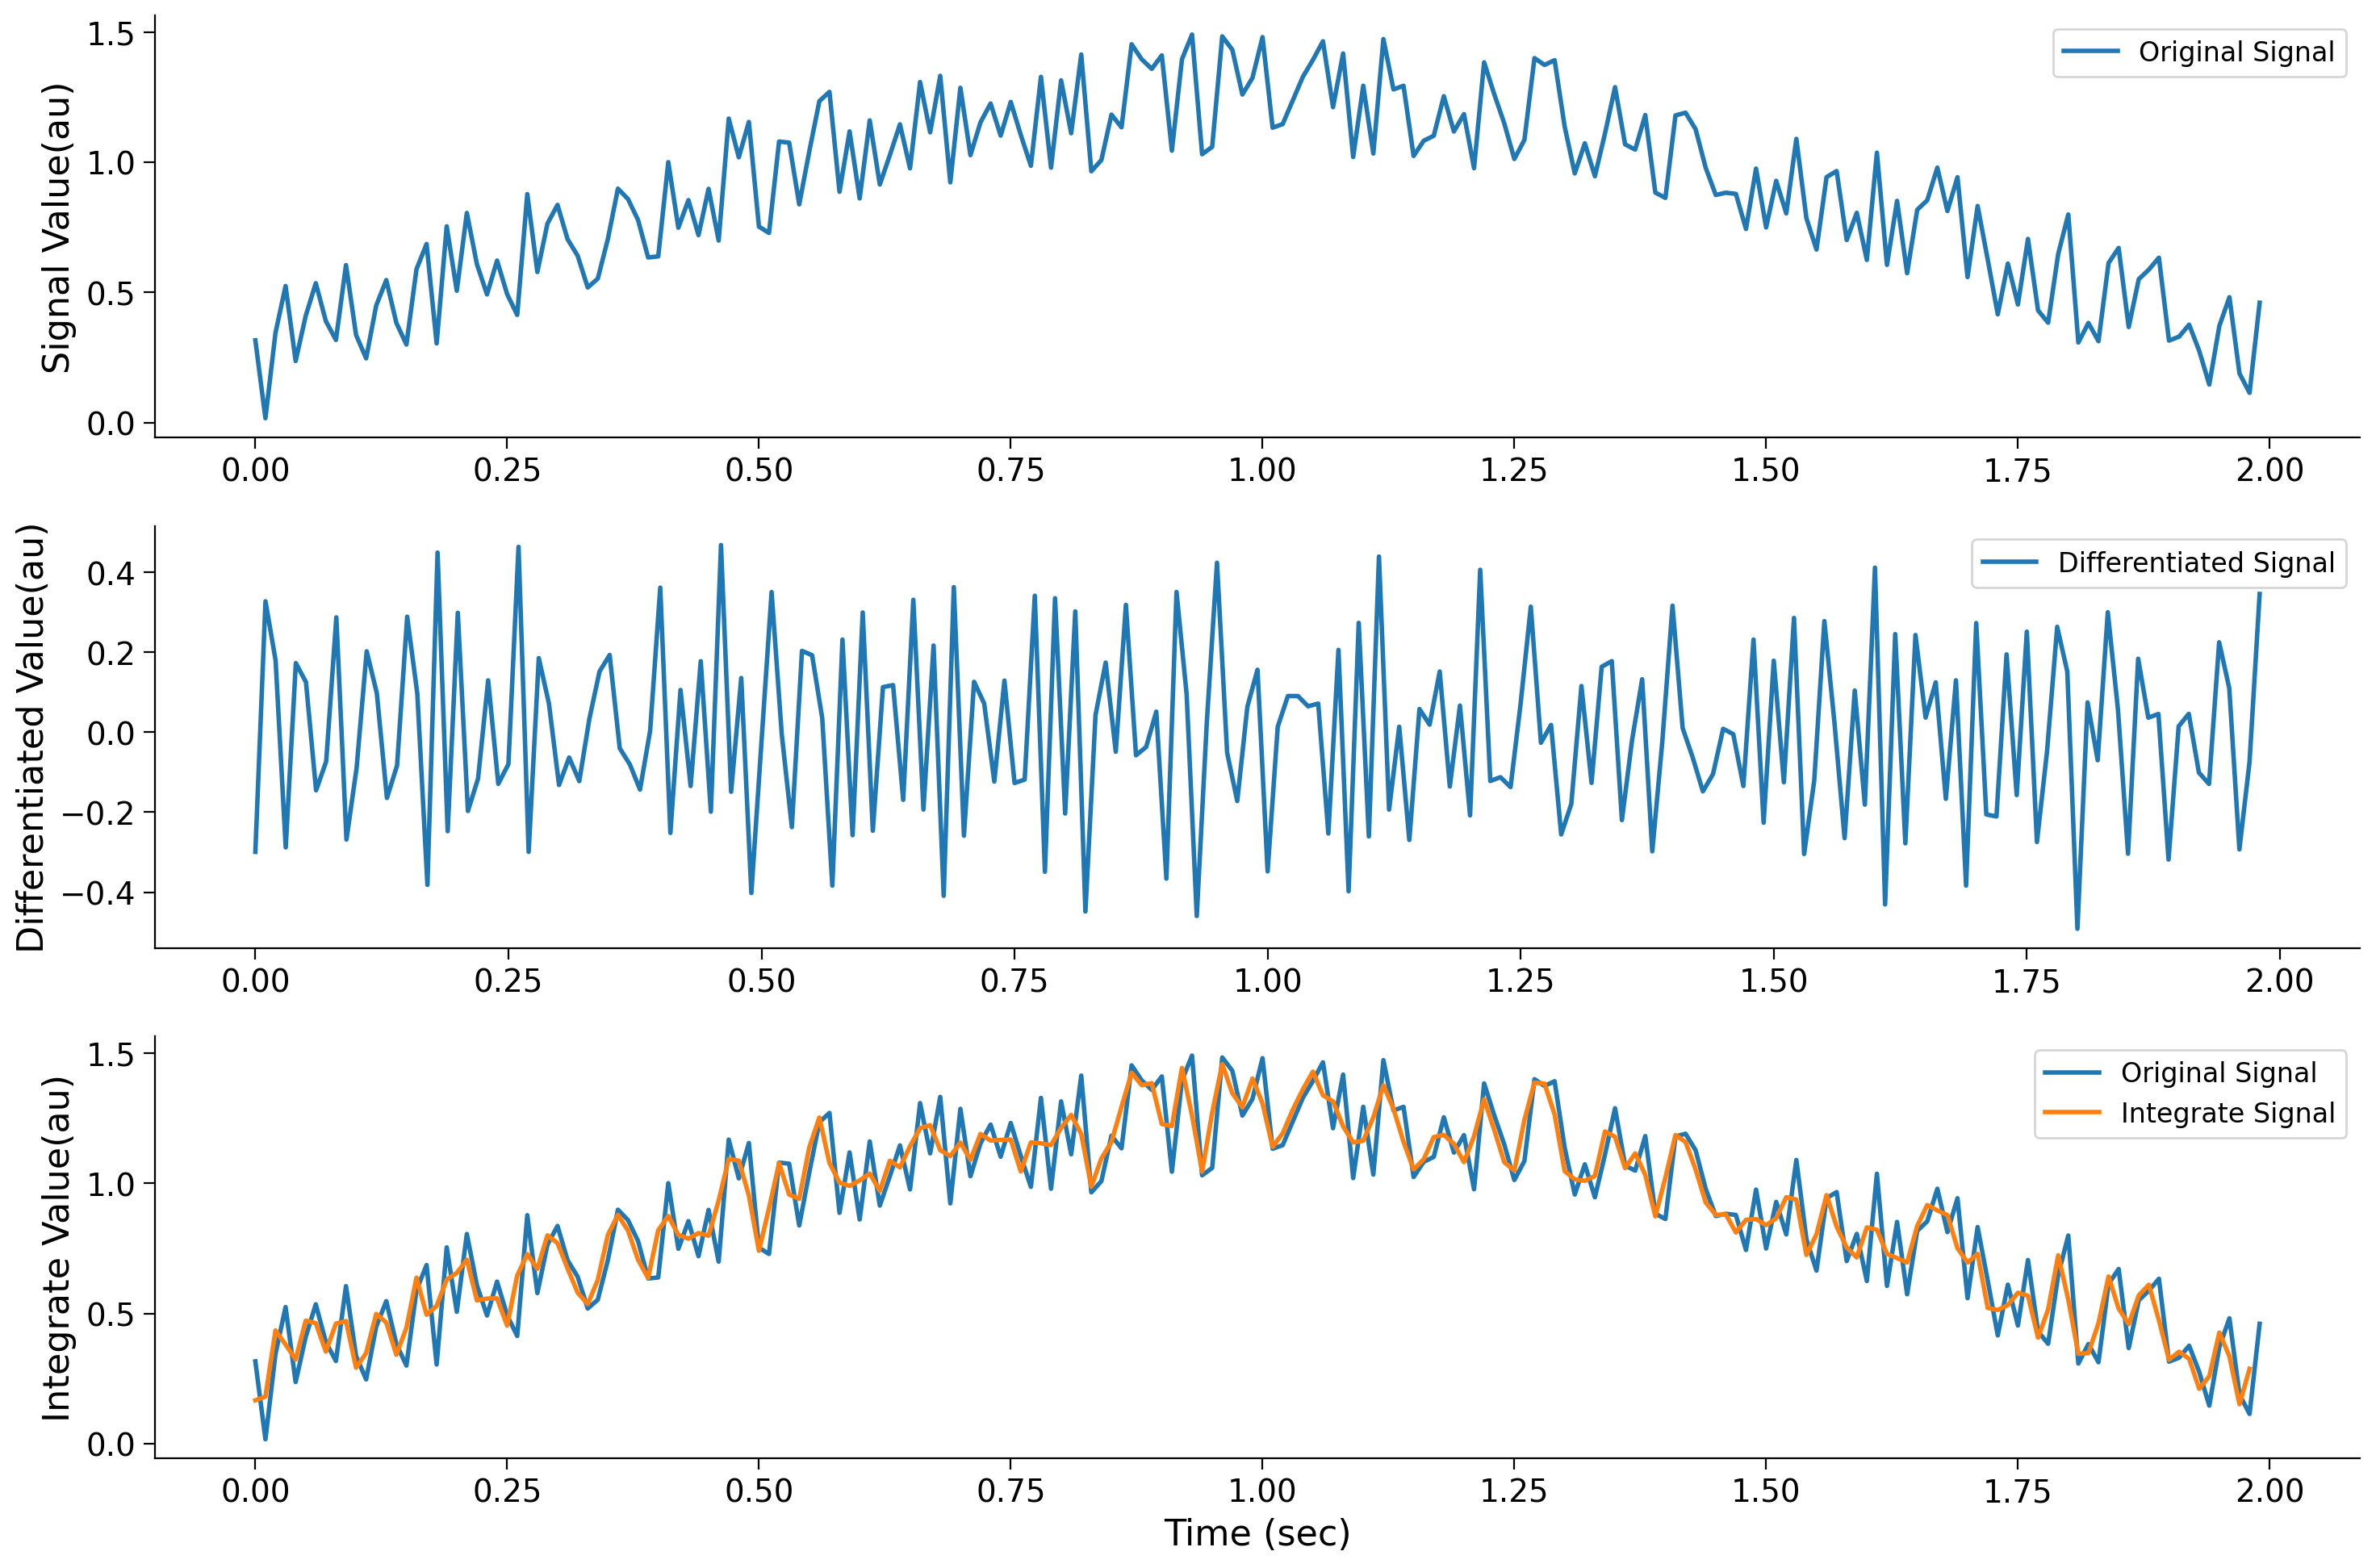 Signal Value(au)
1.5
1.0
0.5
0.0
Original Signal
0.00 0.25 0.50 0.75 1.00 1.25 1.50 1.75 2.00
Differentiated Value(au)
0.4
0.2
0.0
−0.2
−0.4
Differentiated Signal
0.00 0.25 0.50 0.75 1.00 1.25 1.50 1.75 2.00
Integrate Value(au)
1.5
1.0
0.5
0.0
Original Signal
Integrate Signal
0.00 0.25 0.50 0.75 1.00 1.25 1.50 1.75 2.00
Time (sec)